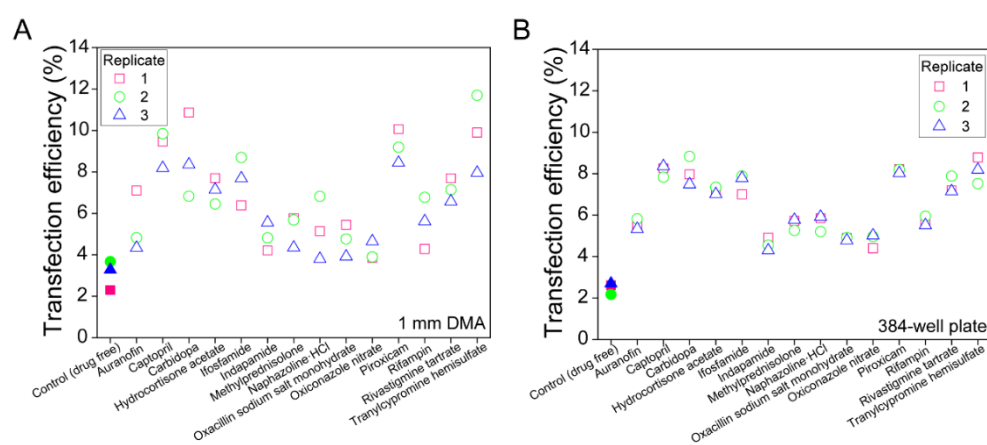 A
Transfection efficiency (%)
14
12
10
8
6
4
2
0
Replicate
1
2
3
1 mm DMA
Control (drug free)
Auranofin
Captopril
Carbidopa
Hydrocortisone acetate
Ifosfamide
Indapamide
Methylprednisolone
Naphazoline·HCl
Oxacillin sodium salt monohydrate
Oxiconazole nitrate
Piroxicam
Rifampin
Rivastigmine tartrate
Tranylcypromine hemisulfate
B
Transfection efficiency (%)
14
12
10
8
6
4
2
0
Replicate
1
2
3
384-well plate
Control (drug free)
Auranofin
Captopril
Carbidopa
Hydrocortisone acetate
Ifosfamide
Indapamide
Methylprednisolone
Naphazoline·HCl
Oxacillin sodium salt monohydrate
Oxiconazole nitrate
Piroxicam
Rifampin
Rivastigmine tartrate
Tranylcypromine hemisulfate